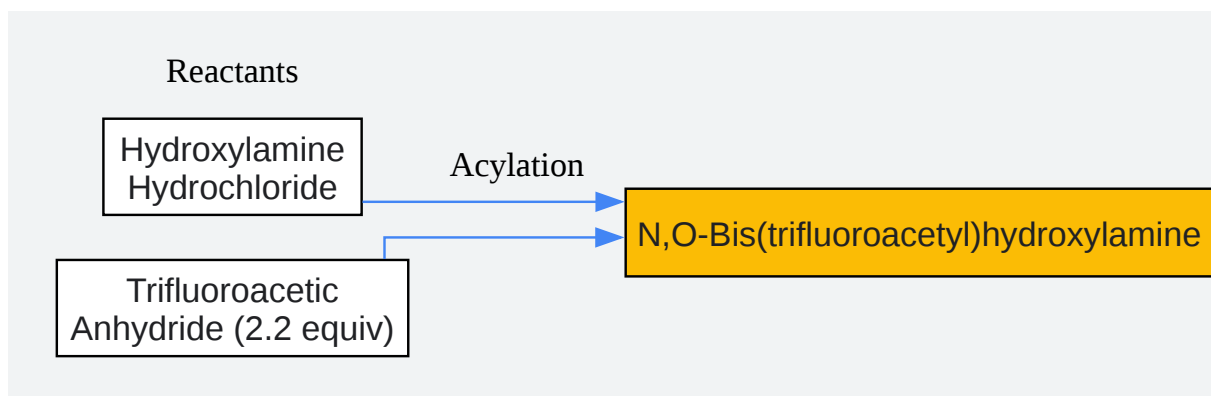 Reactants
Hydroxylamine
Hydrochloride
Acylation
N,O-Bis(trifluoroacetyl)hydroxylamine
Trifluoroacetic
Anhydride (2.2 equiv)